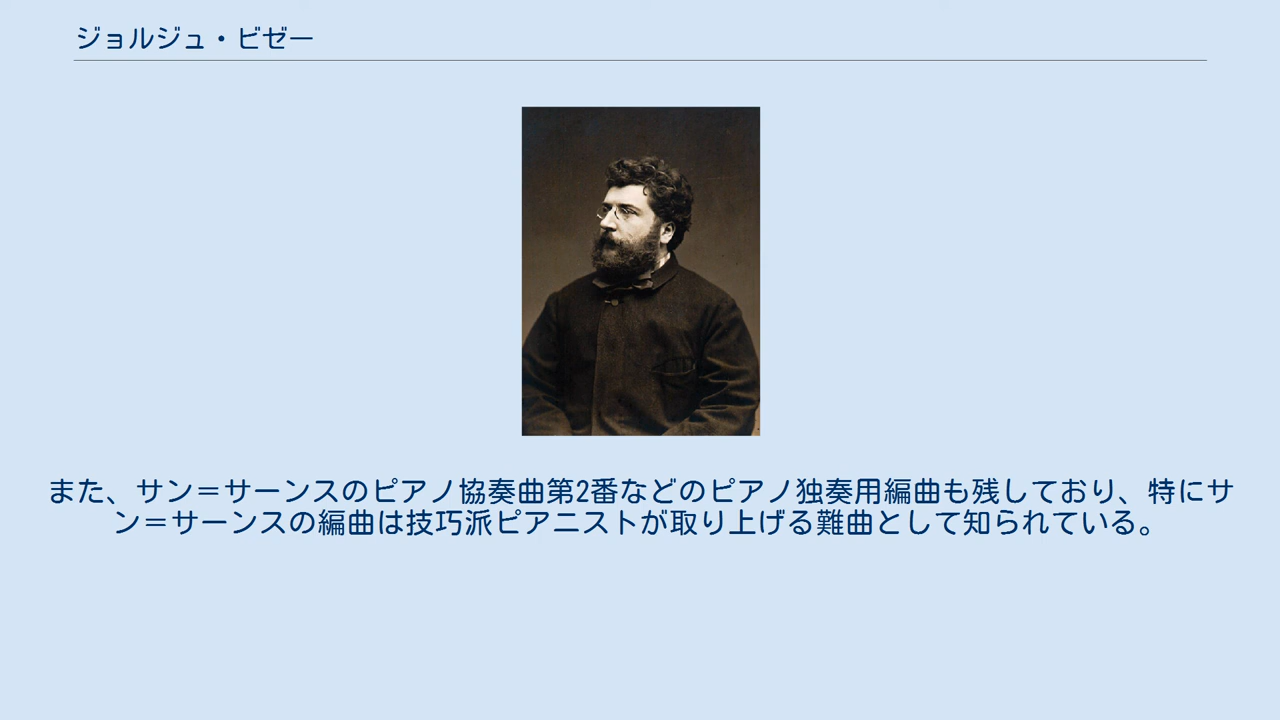 ジョルジュ・ビゼー
また、サン＝サーンスのピアノ協奏曲第2番などのピアノ独奏用編曲も残しており、特にサ
ン＝サーンスの編曲は技巧派ピアニストが取り上げる難曲として知られている。